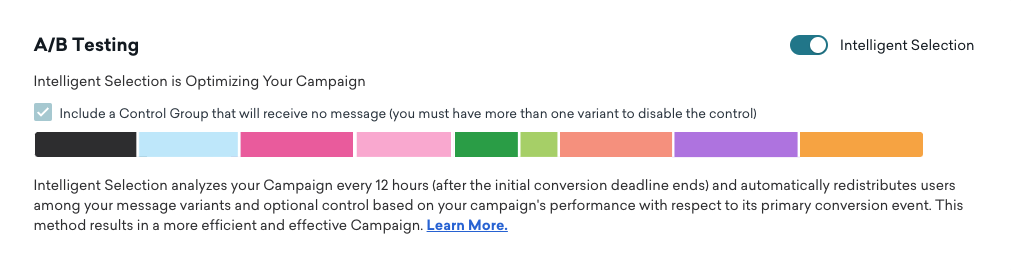 A/B Testing
Intelligent Selection
Intelligent Selection is Optimizing Your Campaign
Include a Control Group that will receive no message (you must have more than one variant to disable the control)
Intelligent Selection analyzes your Campaign every 12 hours (after the initial conversion deadline ends) and automatically redistributes users
among your message variants and optional control based on your campaign's performance with respect to its primary conversion event. This
method results in a more efficient and effective Campaign. Learn More.